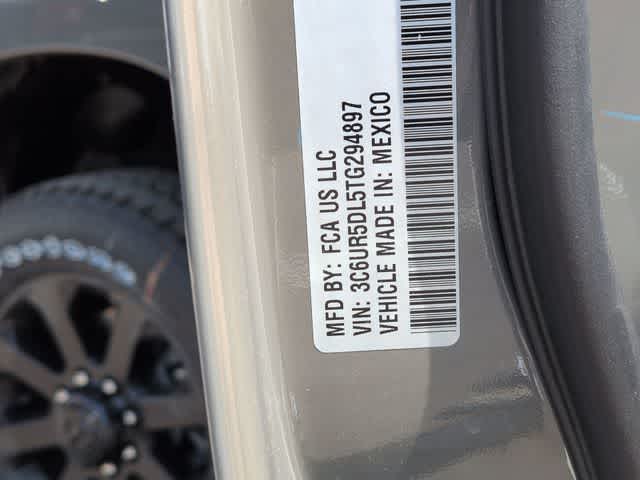 MFD BY: FCA US LLC
VIN: 3C6UR5DL5TG294897
VEHICLE MADE IN: MEXICO